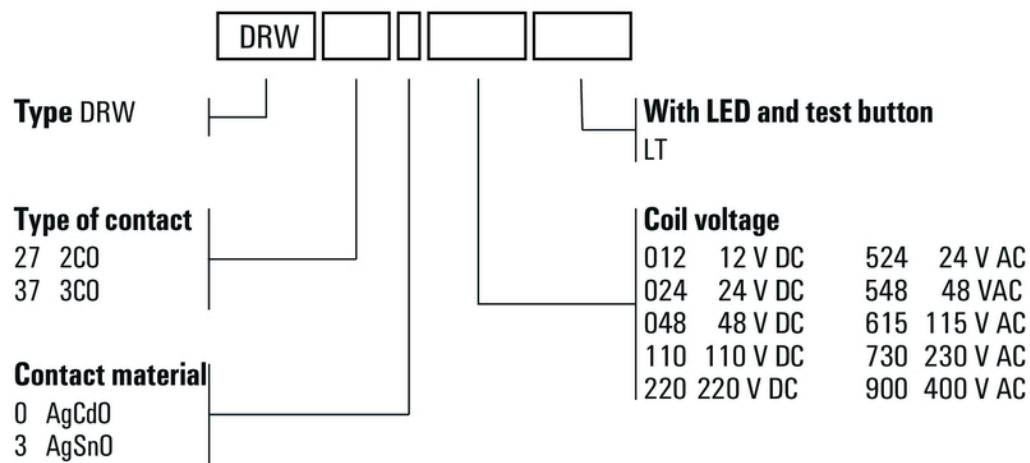 DRW
Type DRW
With LED and test button
LT
Type of contact
27 2CO
37 3CO
Coil voltage
012 12 V DC 524 24 V AC
024 24 V DC 548 48 VAC
048 48 V DC 615 115 V AC
110 110 V DC 730 230 V AC
220 220 V DC 900 400 V AC
Contact material
0 AgCdO
3 AgSnO